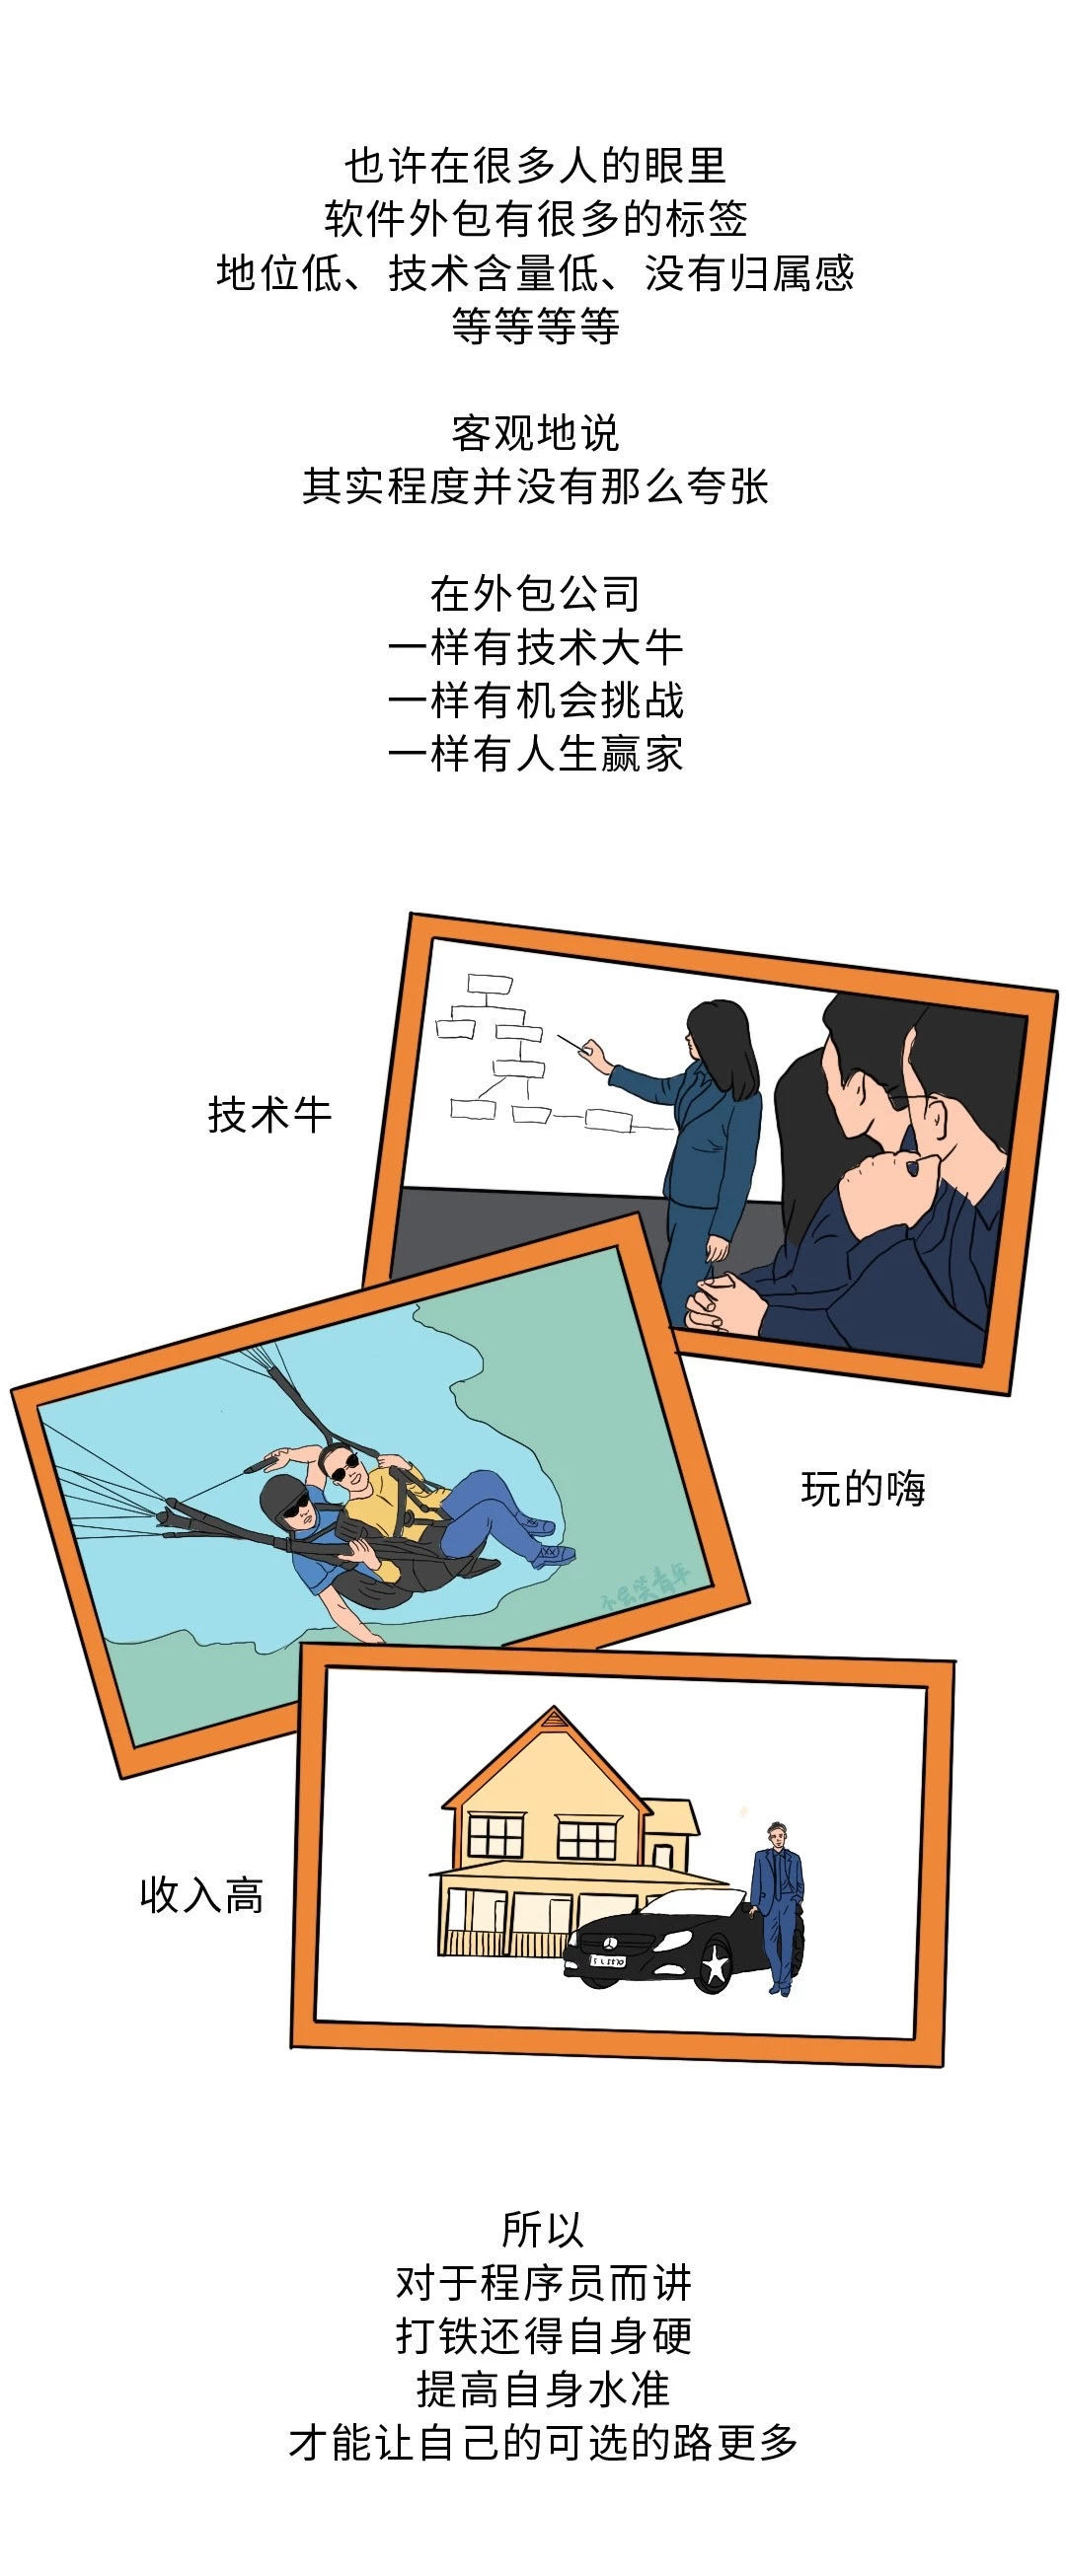 也许在很多人的眼里
软件外包有很多的标签
地位低、技术含量低、没有归属感
等等等等
客观地说
其实程度并没有那么夸张
在外包公司
一样有技术大牛
一样有机会挑战
一样有人生赢家
技术牛
玩的嗨
不会笑青年
收入高
所以
对于程序员而讲
打铁还得自身硬
提高自身水准
才能让自己的可选的路更多